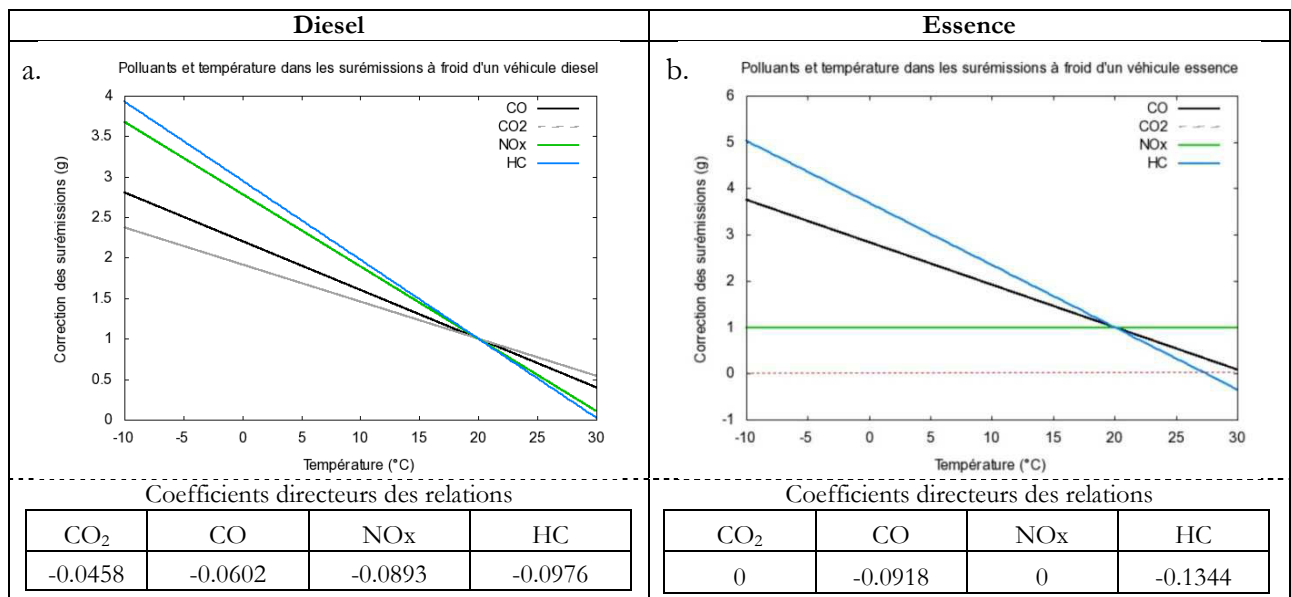 Diesel
Essence
a.
Polluants et température dans les surémissions à froid d'un véhicule diesel
Correction des surémissions (g)
4
3.5
3
2.5
2
1.5
1
0.5
0
CO
CO2
NOx
HC
-10 -5 0 5 10 15 20 25 30
Température (°C)
b.
Polluants et température dans les surémissions à froid d'un véhicule essence
Correction des surémissions (g)
6
5
4
3
2
1
0
-1
CO
CO2
NOx
HC
-10 -5 0 5 10 15 20 25 30
Température (°C)
Coefficients directeurs des relations
CO₂ CO NOx HC
-0.0458 -0.0602 -0.0893 -0.0976
Coefficients directeurs des relations
CO₂ CO NOx HC
0 -0.0918 0 -0.1344